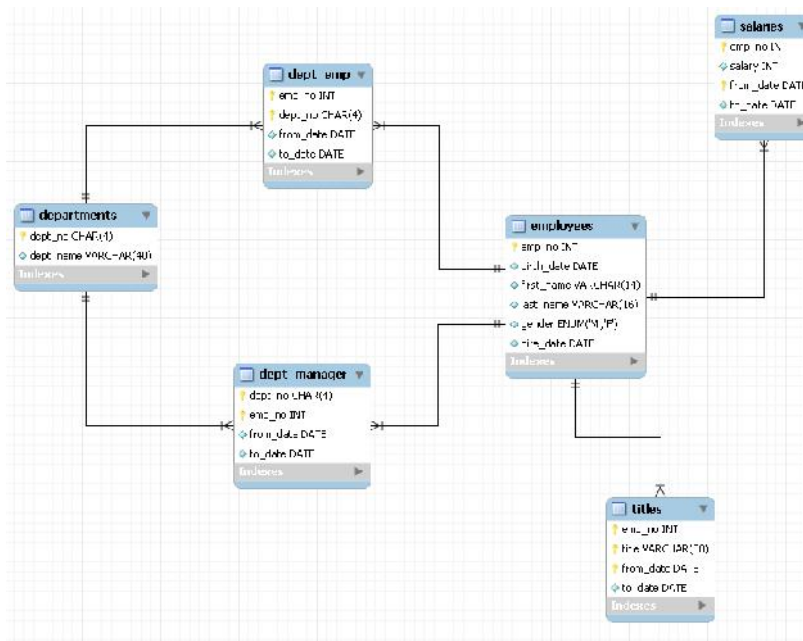 salaries
emp_no IN
salary INT
from_date DATE
to_date DATE
Indexes
dept_emp
emp_no INT
dept_no CHAR(4)
from_date DATE
to_date DATE
Indexes
departments
dept_no CHAR(4)
dept_name VARCHAR(40)
Indexes
employees
emp_no INT
birth_date DATE
first_name VARCHAR(14)
last_name VARCHAR(16)
gender ENUM('M','F')
hire_date DATE
Indexes
dept_manager
dept_no CHAR(4)
emp_no INT
from_date DATE
to_date DATE
Indexes
titles
emp_no INT
title VARCHAR(50)
from_date DATE
to_date DATE
Indexes